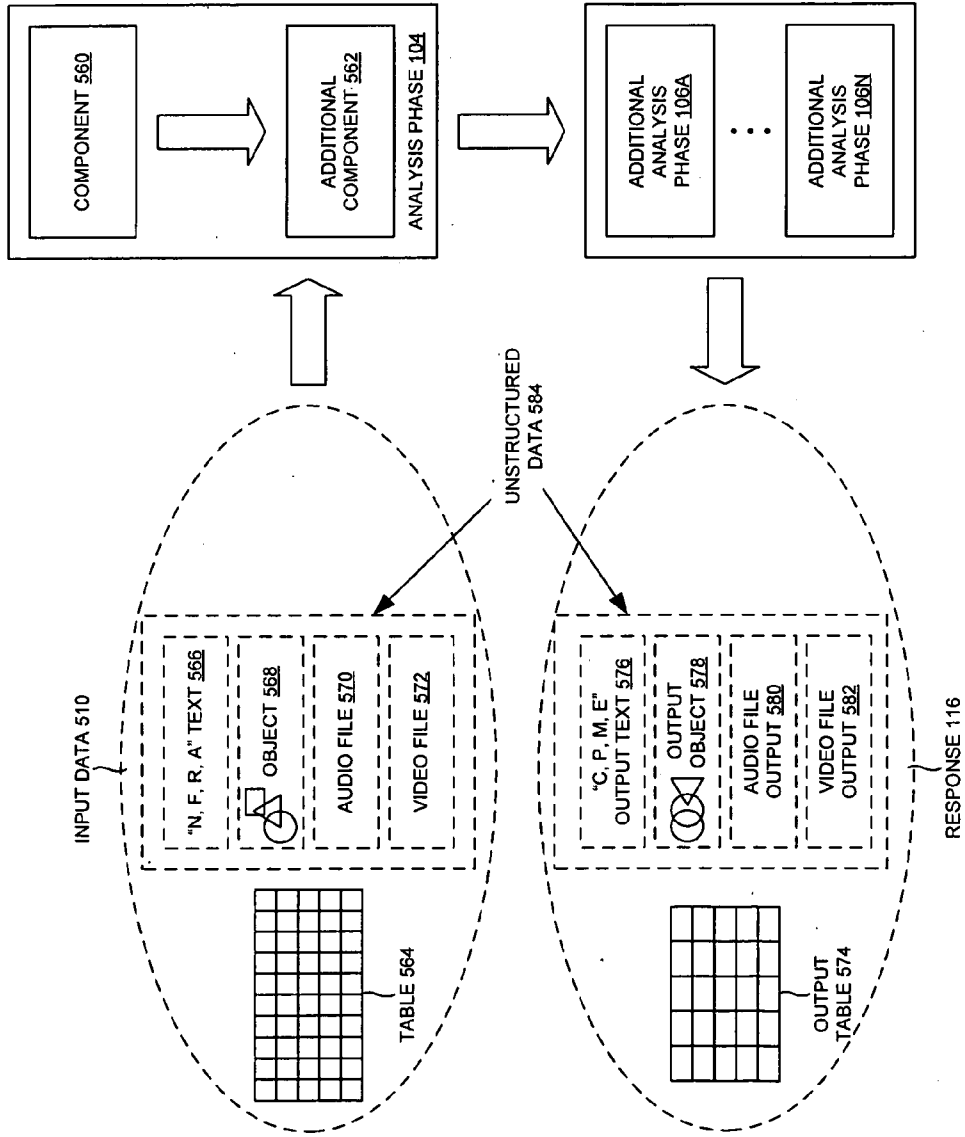 INPUT DATA 510
"N, F, R, A" TEXT 566
OBJECT 568
AUDIO FILE 570
VIDEO FILE 572
TABLE 564
COMPONENT 560
ADDITIONAL
COMPONENT 562
ANALYSIS PHASE 104
UNSTRUCTURED
DATA 584
"C, P, M, E"
OUTPUT TEXT 576
OUTPUT
OBJECT 578
AUDIO FILE
OUTPUT 580
VIDEO FILE
OUTPUT 582
OUTPUT
TABLE 574
RESPONSE 116
ADDITIONAL
ANALYSIS
PHASE 106A
ADDITIONAL
ANALYSIS
PHASE 106N